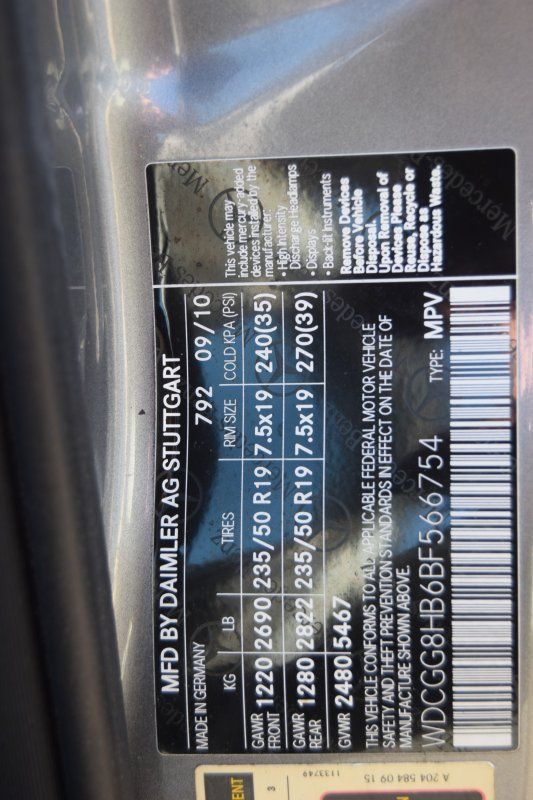 MFD BY DAIMLER AG STUTTGART
MADE IN GERMANY 792 09/10
KG LB TIRES RIM SIZE COLD KPA (PSI)
GAWR FRONT 1220 2690 235/50 R19 7.5x19 240(35)
GAWR REAR 1280 2822 235/50 R19 7.5x19 270(39)
GVWR 2480 5467
THIS VEHICLE CONFORMS TO ALL APPLICABLE FEDERAL MOTOR VEHICLE
SAFETY AND THEFT PREVENTION STANDARDS IN EFFECT ON THE DATE OF
MANUFACTURE SHOWN ABOVE.
WDCGG8HB6BF566754 TYPE: MPV
This vehicle may
include mercury-added
devices installed by the
manufacturer:
• High Intensity
Discharge Headlamps
• Displays
• Back-lit Instruments
Remove Devices
Before Vehicle
Disposal.
Upon Removal of
Devices Please
Reuse, Recycle or
Dispose as
Hazardous Waste.
A 204 584 09 15
1133749
3